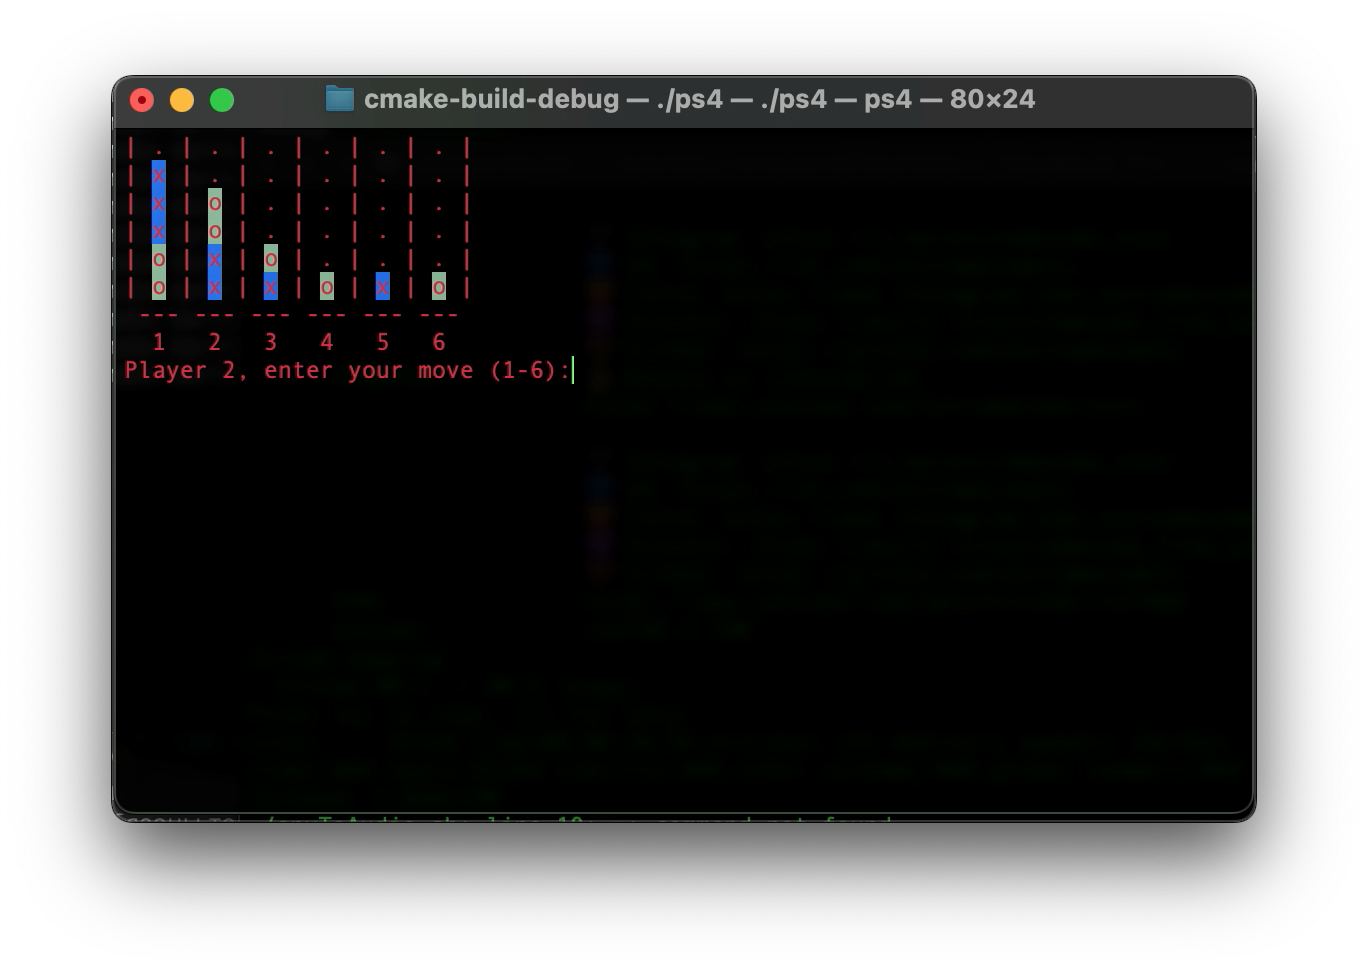 cmake-build-debug — ./ps4 — ./ps4 — ps4 — 80×24
| . | . | . | . | . | . |
| x | . | . | . | . | . |
| x | o | . | . | . | . |
| x | o | . | . | . | . |
| o | x | o | . | . | . |
| o | x | x | o | x | o |
--- --- --- --- --- ---
1 2 3 4 5 6
Player 2, enter your move (1-6):